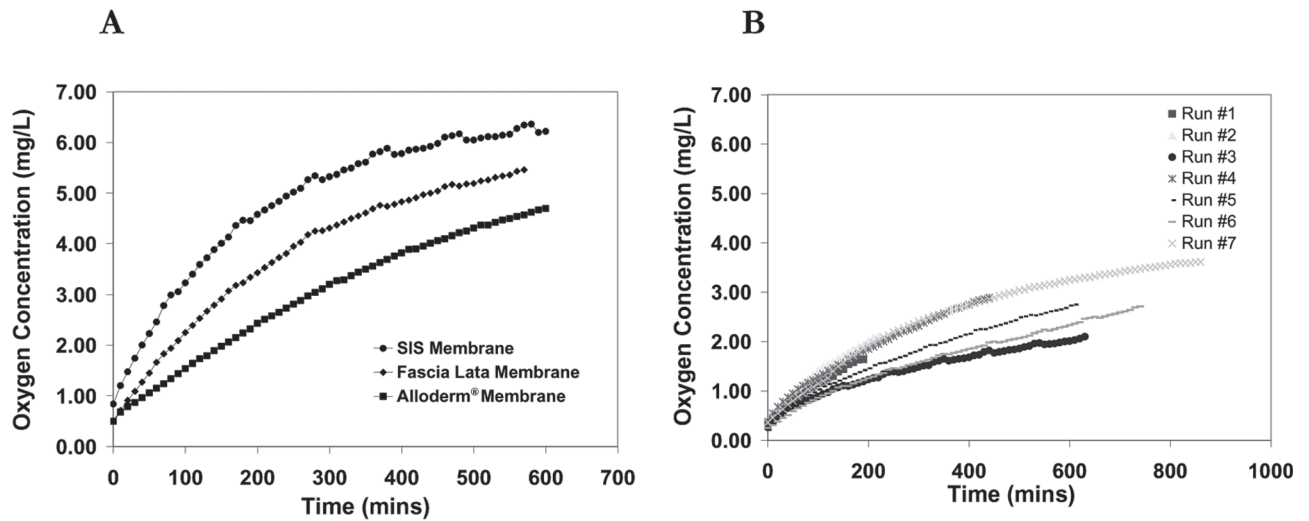 A
7.00
6.00
5.00
4.00
3.00
2.00
1.00
0.00
Oxygen Concentration (mg/L)
SIS Membrane
Fascia Lata Membrane
Alloderm® Membrane
0 100 200 300 400 500 600 700
Time (mins)
B
7.00
6.00
5.00
4.00
3.00
2.00
1.00
0.00
Oxygen Concentration (mg/L)
Run #1
Run #2
Run #3
Run #4
Run #5
Run #6
Run #7
0 200 400 600 800 1000
Time (mins)